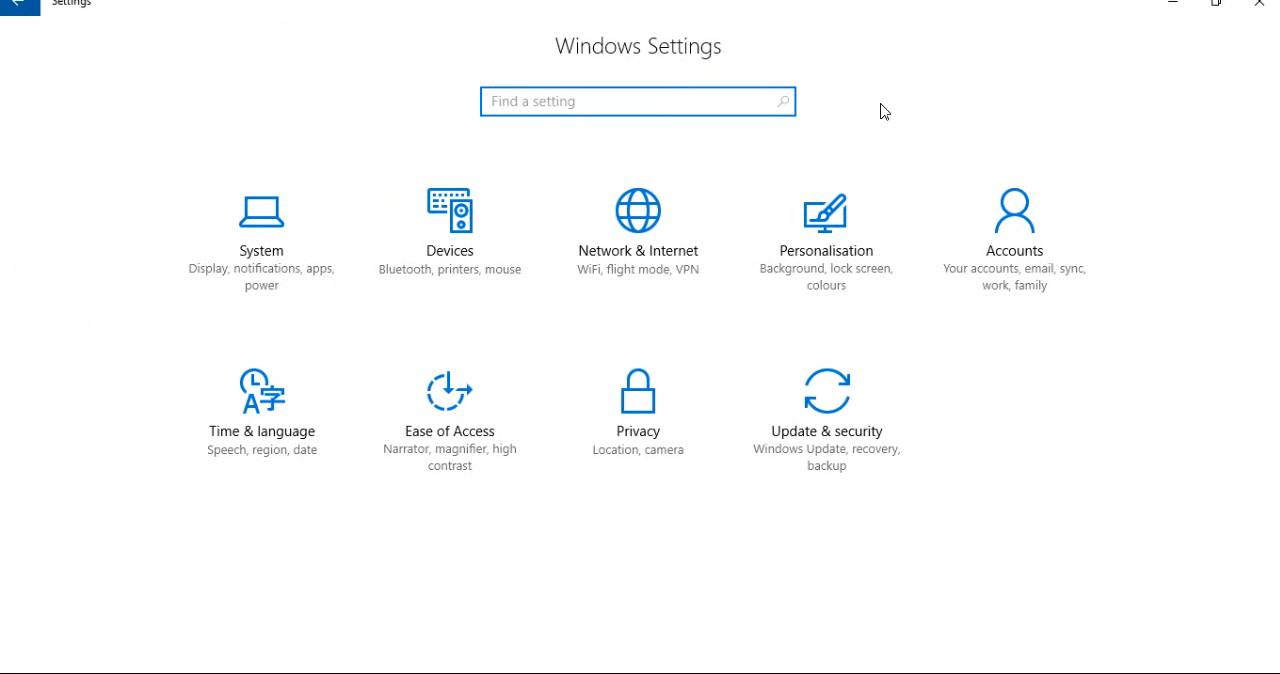 Settings
Windows Settings
Find a setting
System
Display, notifications, apps,
power
Devices
Bluetooth, printers, mouse
Network & Internet
WiFi, flight mode, VPN
Personalisation
Background, lock screen,
colours
Accounts
Your accounts, email, sync,
work, family
Time & language
Speech, region, date
Ease of Access
Narrator, magnifier, high
contrast
Privacy
Location, camera
Update & security
Windows Update, recovery,
backup